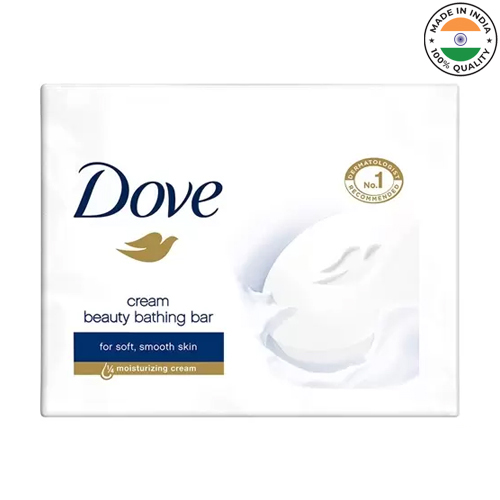 MADE IN INDIA
100% QUALITY
Dove
DERMATOLOGIST
No.1
RECOMMENDED
cream
beauty bathing bar
for soft, smooth skin
¼ moisturizing cream